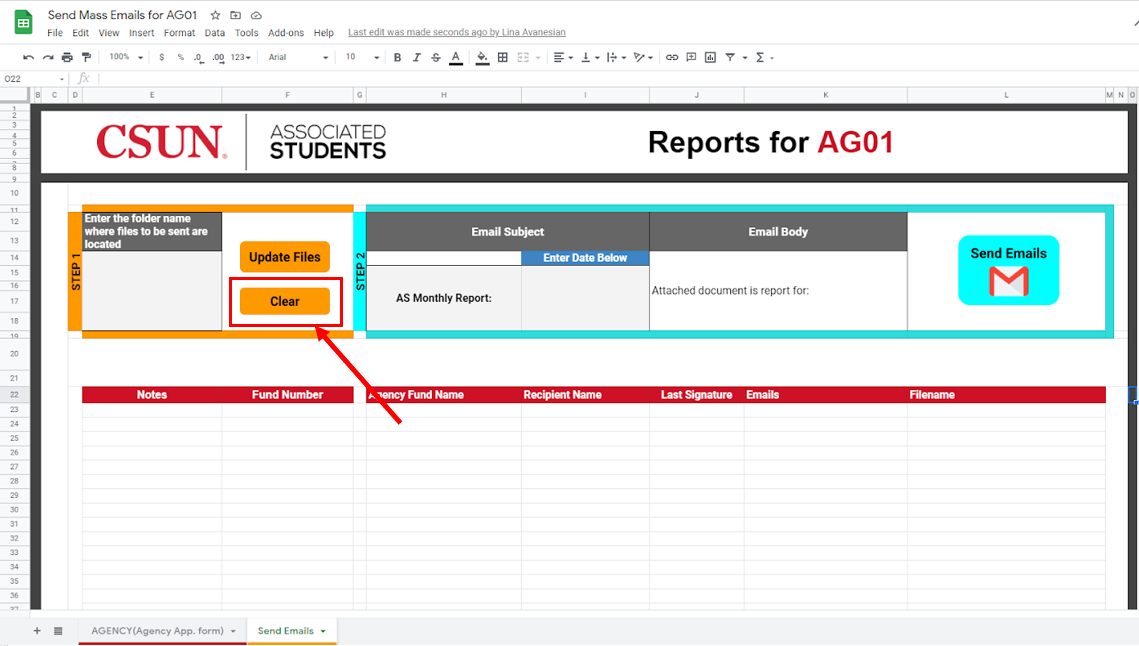 Send Mass Emails for AG01
File Edit View Insert Format Data Tools Add-ons Help Last edit was made seconds ago by Lina Avanesian
100% $ % .0 .00 123 Arial 10 B I S A
O22 fx
B C D E F G H I J K L M N O
1
2
3
4
5
6
7
8
9
10
11
12
13
14
15
16
17
18
19
20
21
22
23
24
25
26
27
28
29
30
31
32
33
34
35
36
37
CSUN®
ASSOCIATED
STUDENTS
Reports for AG01
STEP 1
Enter the folder name
where files to be sent are
located
Update Files
Clear
STEP 2
Email Subject
Email Body
Enter Date Below
AS Monthly Report:
Attached document is report for:
Send Emails
Notes Fund Number Agency Fund Name Recipient Name Last Signature Emails Filename
AGENCY(Agency App. form) Send Emails